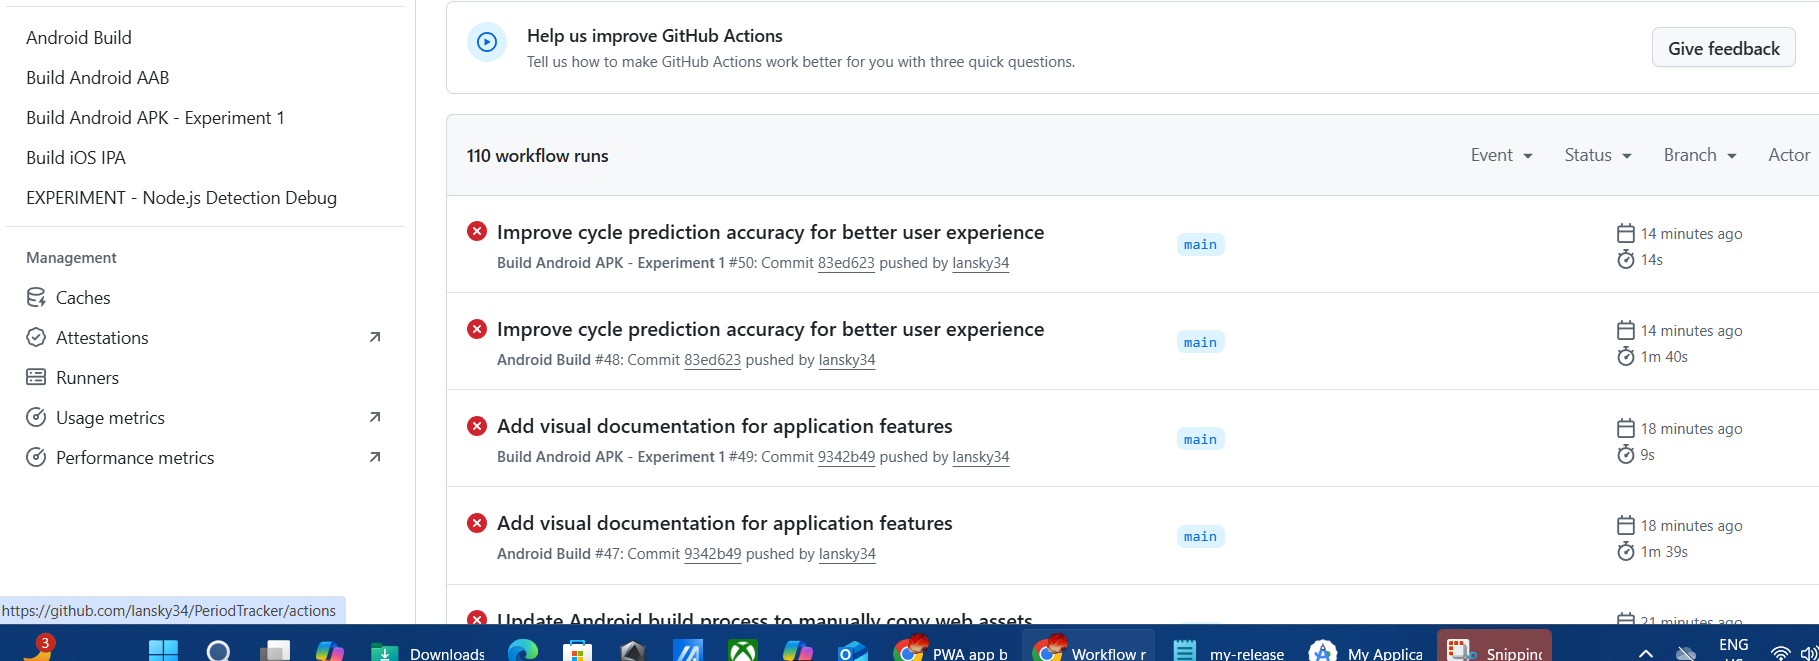 Android Build
Build Android AAB
Build Android APK - Experiment 1
Build iOS IPA
EXPERIMENT - Node.js Detection Debug
Management
Caches
Attestations
Runners
Usage metrics
Performance metrics
https://github.com/lansky34/PeriodTracker/actions
Help us improve GitHub Actions
Tell us how to make GitHub Actions work better for you with three quick questions.
Give feedback
110 workflow runs
Event Status Branch Actor
Improve cycle prediction accuracy for better user experience
Build Android APK - Experiment 1 #50: Commit 83ed623 pushed by lansky34
main
14 minutes ago
14s
Improve cycle prediction accuracy for better user experience
Android Build #48: Commit 83ed623 pushed by lansky34
main
14 minutes ago
1m 40s
Add visual documentation for application features
Build Android APK - Experiment 1 #49: Commit 9342b49 pushed by lansky34
main
18 minutes ago
9s
Add visual documentation for application features
Android Build #47: Commit 9342b49 pushed by lansky34
main
18 minutes ago
1m 39s
Update Android build process to manually copy web assets
21 minutes ago
3
Downloads
PWA app b
Workflow r
my-release
My Applica
Snipping
ENG